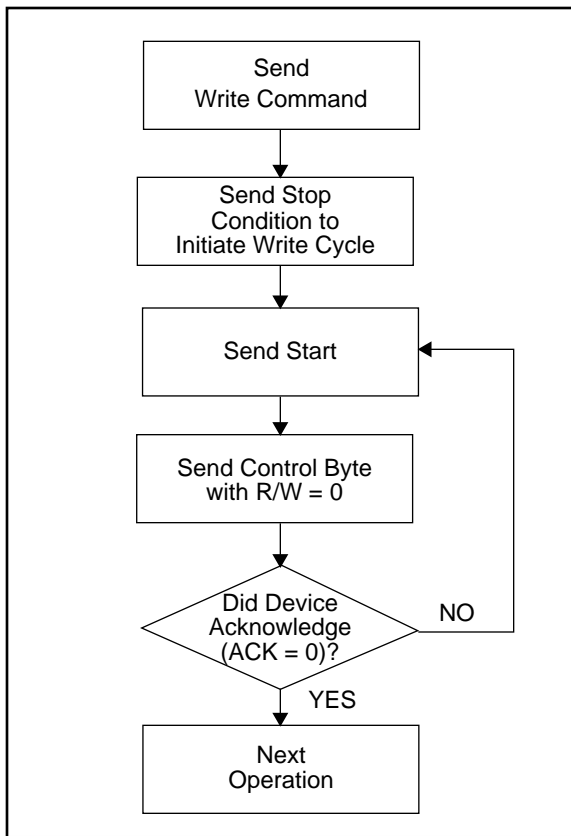 Send
Write Command
Send Stop
Condition to
Initiate Write Cycle
Send Start
Send Control Byte
with R/W = 0
Did Device
Acknowledge
(ACK = 0)?
NO
YES
Next
Operation